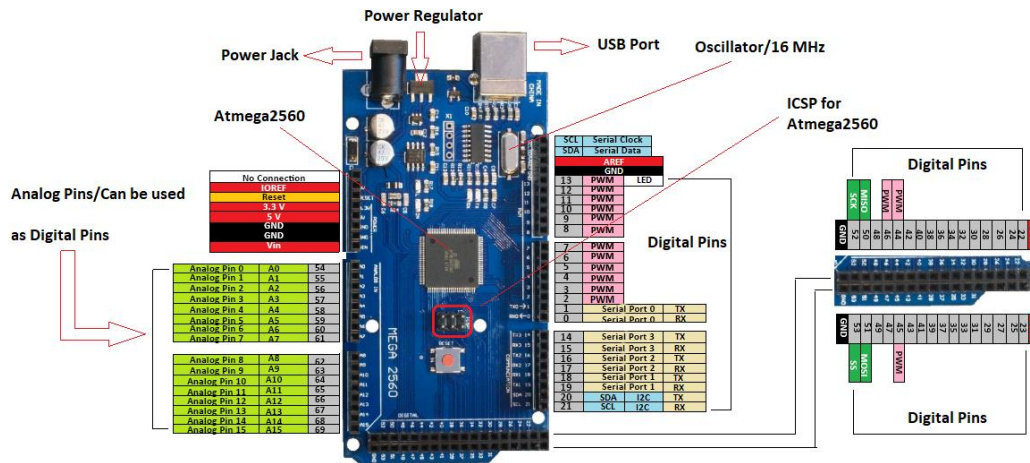 Power Regulator
Power Jack
USB Port
Oscillator/16 MHz
Atmega2560
ICSP for
Atmega2560
MADE IN
CHINA
SCL Serial Clock
SDA Serial Data
AREF
GND
13 PWM LED
12 PWM
11 PWM
10 PWM
9 PWM
8 PWM
7 PWM
6 PWM
5 PWM
4 PWM
3 PWM
2 PWM
1 Serial Port 0 TX
0 Serial Port 0 RX
14 Serial Port 3 TX
15 Serial Port 3 RX
16 Serial Port 2 TX
17 Serial Port 2 RX
18 Serial Port 1 TX
19 Serial Port 1 RX
20 SDA I2C TX
21 SCL I2C RX
Digital Pins
No Connection
IOREF
Reset
3.3 V
5 V
GND
GND
Vin
Analog Pins/Can be used
as Digital Pins
Analog Pin 0 A0 54
Analog Pin 1 A1 55
Analog Pin 2 A2 56
Analog Pin 3 A3 57
Analog Pin 4 A4 58
Analog Pin 5 A5 59
Analog Pin 6 A6 60
Analog Pin 7 A7 61
Analog Pin 8 A8 62
Analog Pin 9 A9 63
Analog Pin 10 A10 64
Analog Pin 11 A11 65
Analog Pin 12 A12 66
Analog Pin 13 A13 67
Analog Pin 14 A14 68
Analog Pin 15 A15 69
X1
POWER
ANALOG IN
PWM
MEGA 2560
RESET
COMMUNICATION
Digital Pins
SCK MISO PWM PWM
GND 52 50 48 46 44 42 40 38 36 34 32 30 28 26 24 22
GND 53 51 49 47 45 43 41 39 37 35 33 31 29 27 25
SS MOSI PWM
Digital Pins